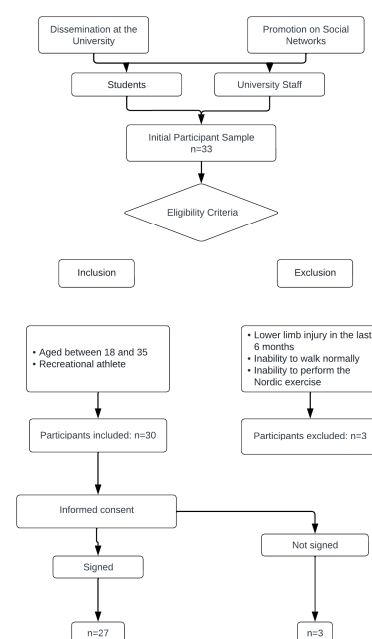 Dissemination at the
University
Promotion on Social
Networks
Students
University Staff
Initial Participant Sample
n=33
Eligibility Criteria
Inclusion
Exclusion
• Aged between 18 and 35
• Recreational athlete
• Lower limb injury in the last
6 months
• Inability to walk normally
• Inability to perform the
Nordic exercise
Participants included: n=30
Participants excluded: n=3
Informed consent
Not signed
Signed
n=27
n=3